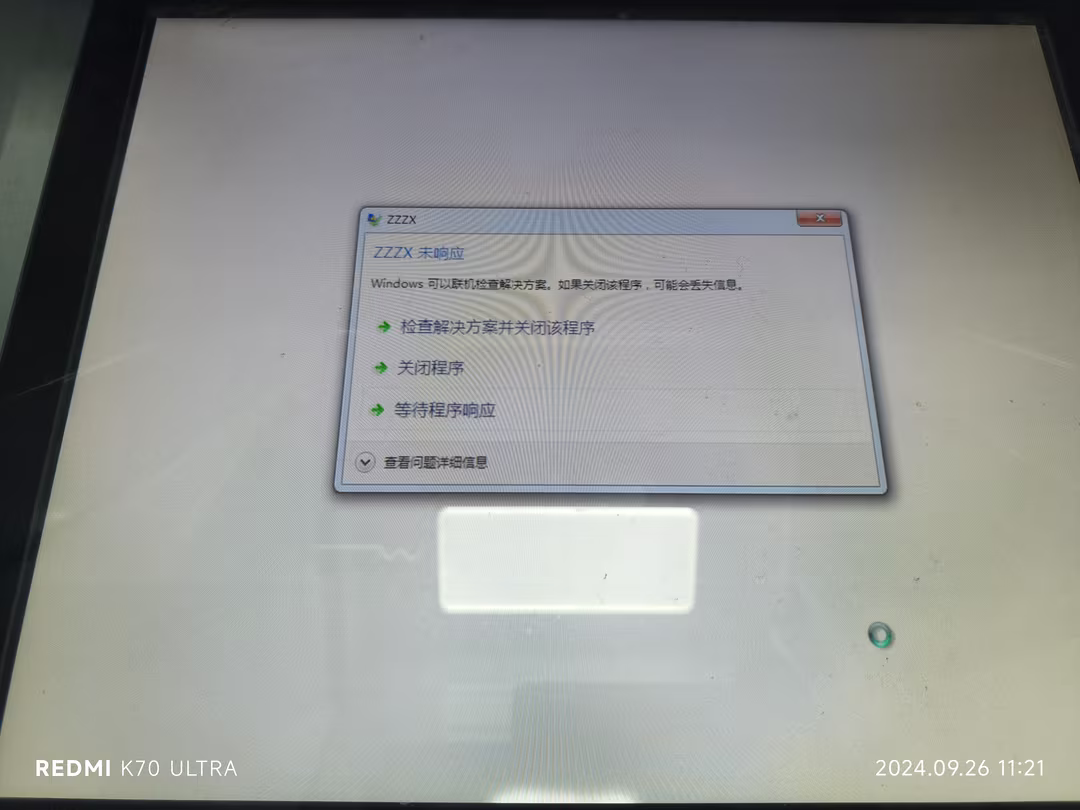 ZZZX
ZZZX 未响应
Windows 可以联机检查解决方案。如果关闭该程序，可能会丢失信息。
检查解决方案并关闭该程序
关闭程序
等待程序响应
查看问题详细信息
REDMI K70 ULTRA
2024.09.26 11:21